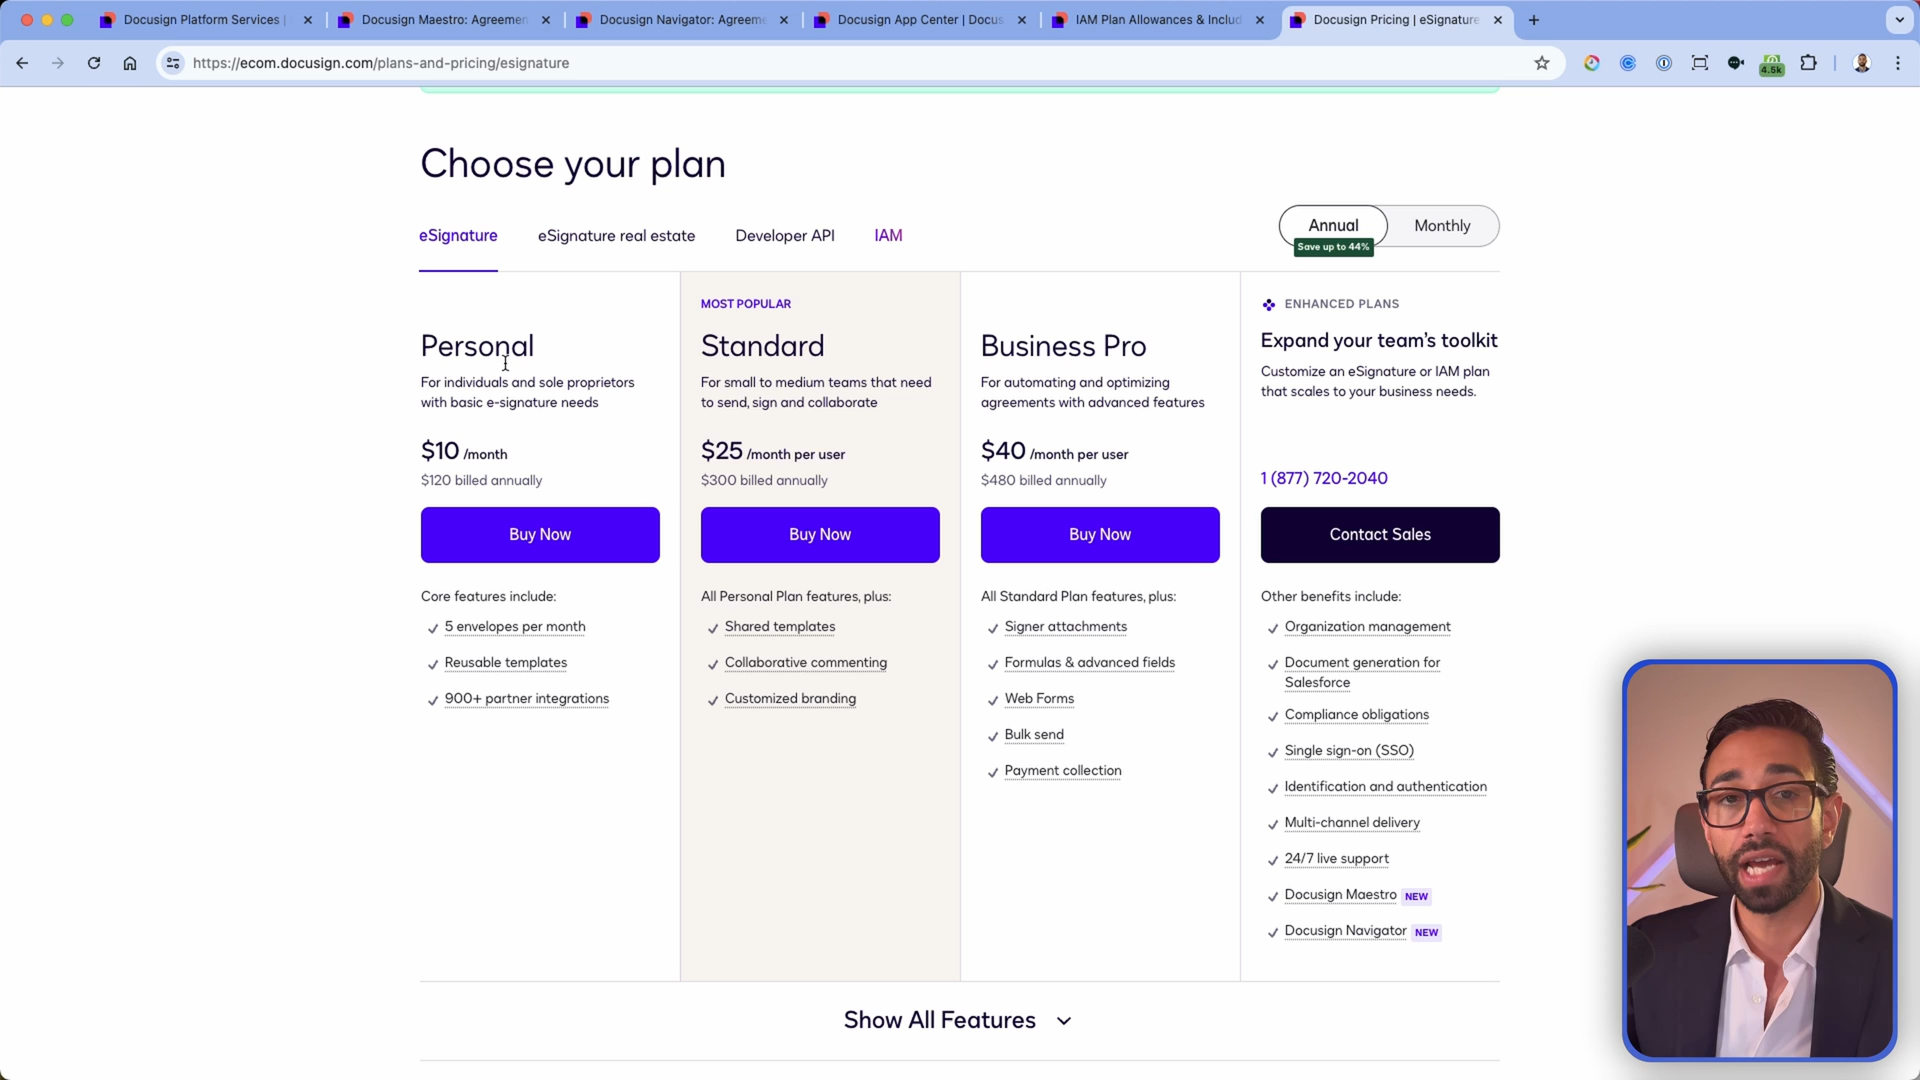 Docusign Platform Services |
Docusign Maestro: Agreemen
Docusign Navigator: Agreeme
Docusign App Center | Docus
IAM Plan Allowances & Includ
Docusign Pricing | eSignature
https://ecom.docusign.com/plans-and-pricing/esignature
4.5k
Choose your plan
eSignature
eSignature real estate
Developer API
IAM
Annual
Monthly
Save up to 44%
Personal
For individuals and sole proprietors
with basic e-signature needs
$10 /month
$120 billed annually
Buy Now
Core features include:
5 envelopes per month
Reusable templates
900+ partner integrations
MOST POPULAR
Standard
For small to medium teams that need
to send, sign and collaborate
$25 /month per user
$300 billed annually
Buy Now
All Personal Plan features, plus:
Shared templates
Collaborative commenting
Customized branding
Business Pro
For automating and optimizing
agreements with advanced features
$40 /month per user
$480 billed annually
Buy Now
All Standard Plan features, plus:
Signer attachments
Formulas & advanced fields
Web Forms
Bulk send
Payment collection
ENHANCED PLANS
Expand your team’s toolkit
Customize an eSignature or IAM plan
that scales to your business needs.
1 (877) 720-2040
Contact Sales
Other benefits include:
Organization management
Document generation for
Salesforce
Compliance obligations
Single sign-on (SSO)
Identification and authentication
Multi-channel delivery
24/7 live support
Docusign Maestro NEW
Docusign Navigator NEW
Show All Features